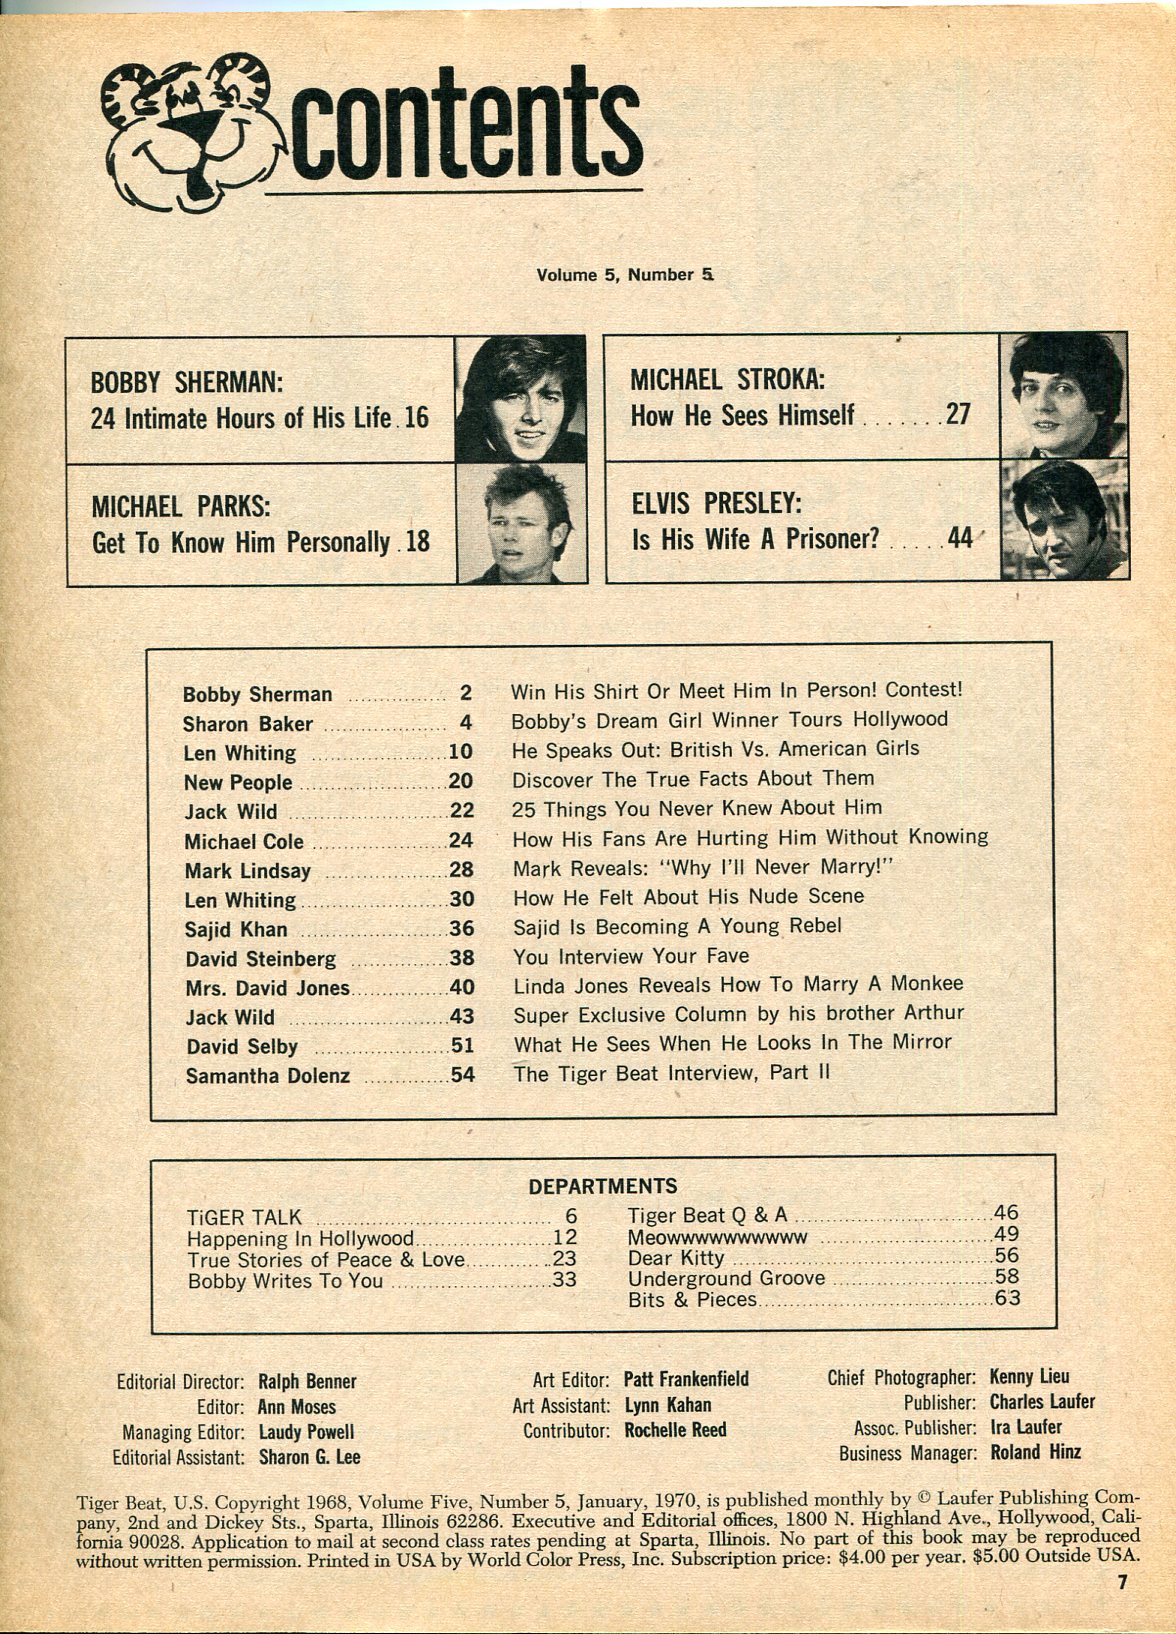 contents
Volume 5, Number 5
BOBBY SHERMAN:
24 Intimate Hours of His Life . 16
MICHAEL PARKS:
Get To Know Him Personally . 18
MICHAEL STROKA:
How He Sees Himself ....... 27
ELVIS PRESLEY:
Is His Wife A Prisoner? ..... 44
Bobby Sherman .............. 2 Win His Shirt Or Meet Him In Person! Contest!
Sharon Baker .................. 4 Bobby's Dream Girl Winner Tours Hollywood
Len Whiting .................... 10 He Speaks Out: British Vs. American Girls
New People ..................... 20 Discover The True Facts About Them
Jack Wild ....................... 22 25 Things You Never Knew About Him
Michael Cole .................... 24 How His Fans Are Hurting Him Without Knowing
Mark Lindsay .................. 28 Mark Reveals: "Why I'll Never Marry!"
Len Whiting ..................... 30 How He Felt About His Nude Scene
Sajid Khan ..................... 36 Sajid Is Becoming A Young Rebel
David Steinberg .............. 38 You Interview Your Fave
Mrs. David Jones .............. 40 Linda Jones Reveals How To Marry A Monkee
Jack Wild ....................... 43 Super Exclusive Column by his brother Arthur
David Selby .................... 51 What He Sees When He Looks In The Mirror
Samantha Dolenz ............ 54 The Tiger Beat Interview, Part II
DEPARTMENTS
TiGER TALK .................................. 6
Happening In Hollywood .................... 12
True Stories of Peace & Love ............ 23
Bobby Writes To You ....................... 33
Tiger Beat Q & A ............................. 46
Meowwwwwwwwwww ......................... 49
Dear Kitty ...................................... 56
Underground Groove ....................... 58
Bits & Pieces .................................. 63
Editorial Director: Ralph Benner
Editor: Ann Moses
Managing Editor: Laudy Powell
Editorial Assistant: Sharon G. Lee
Art Editor: Patt Frankenfield
Art Assistant: Lynn Kahan
Contributor: Rochelle Reed
Chief Photographer: Kenny Lieu
Publisher: Charles Laufer
Assoc. Publisher: Ira Laufer
Business Manager: Roland Hinz
Tiger Beat, U.S. Copyright 1968, Volume Five, Number 5, January, 1970, is published monthly by © Laufer Publishing Com-
pany, 2nd and Dickey Sts., Sparta, Illinois 62286. Executive and Editorial offices, 1800 N. Highland Ave., Hollywood, Cali-
fornia 90028. Application to mail at second class rates pending at Sparta, Illinois. No part of this book may be reproduced
without written permission. Printed in USA by World Color Press, Inc. Subscription price: $4.00 per year. $5.00 Outside USA.
7